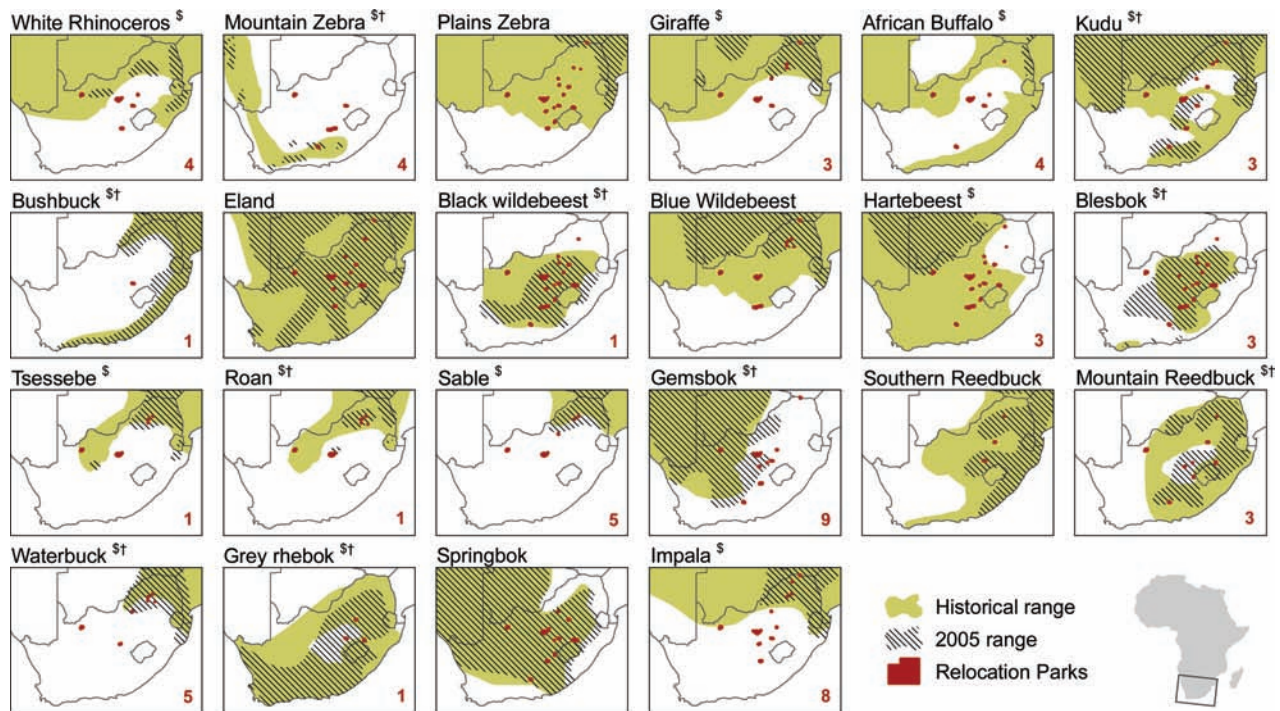 White Rhinoceros $
Mountain Zebra $†
Plains Zebra
Giraffe $
African Buffalo $
Kudu $†
4
4
3
4
3
Bushbuck $†
Eland
Black wildebeest $†
Blue Wildebeest
Hartebeest $
Blesbok $†
1
1
3
3
Tsessebe $
Roan $†
Sable $
Gemsbok $†
Southern Reedbuck
Mountain Reedbuck $†
1
1
5
9
3
Waterbuck $†
Grey rhebok $†
Springbok
Impala $
5
1
8
Historical range
2005 range
Relocation Parks